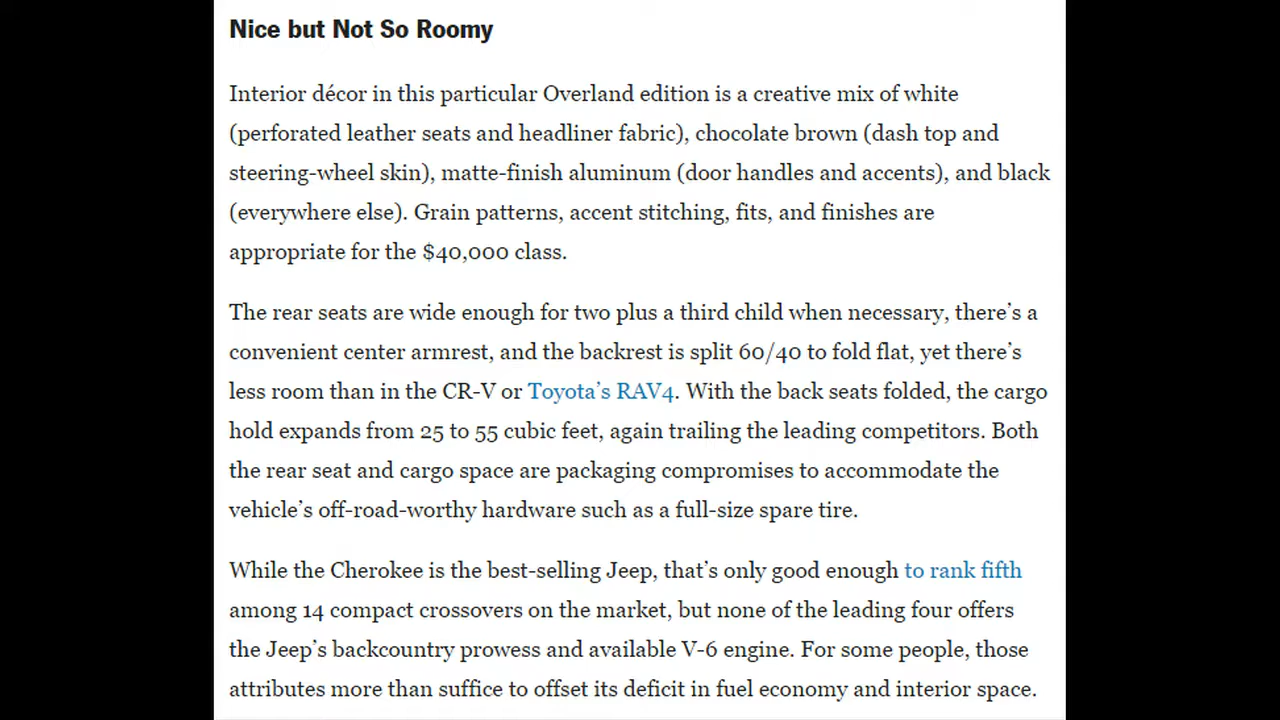 Nice but Not So Roomy
Interior décor in this particular Overland edition is a creative mix of white
(perforated leather seats and headliner fabric), chocolate brown (dash top and
steering-wheel skin), matte-finish aluminum (door handles and accents), and black
(everywhere else). Grain patterns, accent stitching, fits, and finishes are
appropriate for the $40,000 class.
The rear seats are wide enough for two plus a third child when necessary, there’s a
convenient center armrest, and the backrest is split 60/40 to fold flat, yet there’s
less room than in the CR-V or Toyota’s RAV4. With the back seats folded, the cargo
hold expands from 25 to 55 cubic feet, again trailing the leading competitors. Both
the rear seat and cargo space are packaging compromises to accommodate the
vehicle’s off-road-worthy hardware such as a full-size spare tire.
While the Cherokee is the best-selling Jeep, that’s only good enough to rank fifth
among 14 compact crossovers on the market, but none of the leading four offers
the Jeep’s backcountry prowess and available V-6 engine. For some people, those
attributes more than suffice to offset its deficit in fuel economy and interior space.